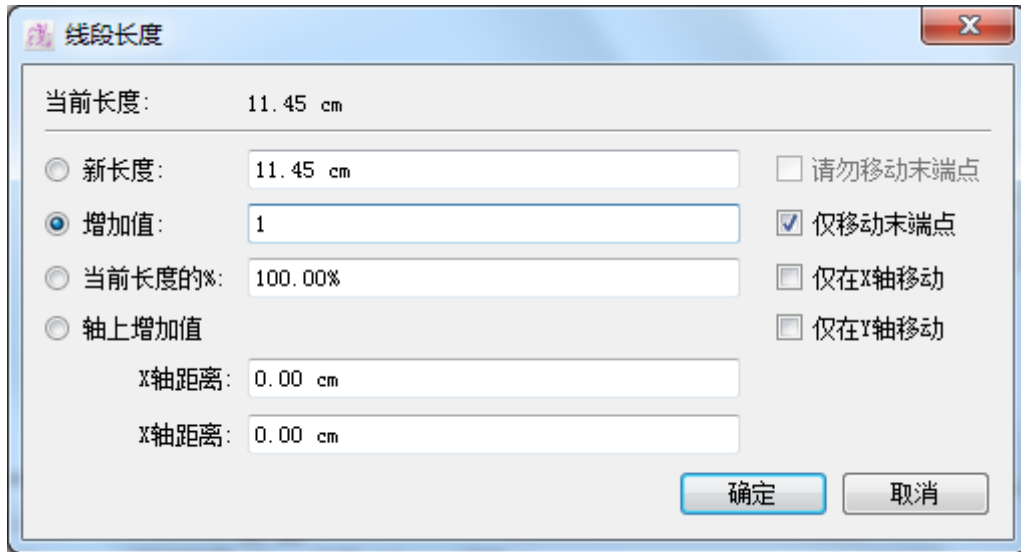 线段长度
当前长度: 11.45 cm
新长度: 11.45 cm 请勿移动末端点
增加值: 1 仅移动末端点
当前长度的%: 100.00% 仅在X轴移动
轴上增加值 仅在Y轴移动
X轴距离: 0.00 cm
X轴距离: 0.00 cm
确定 取消